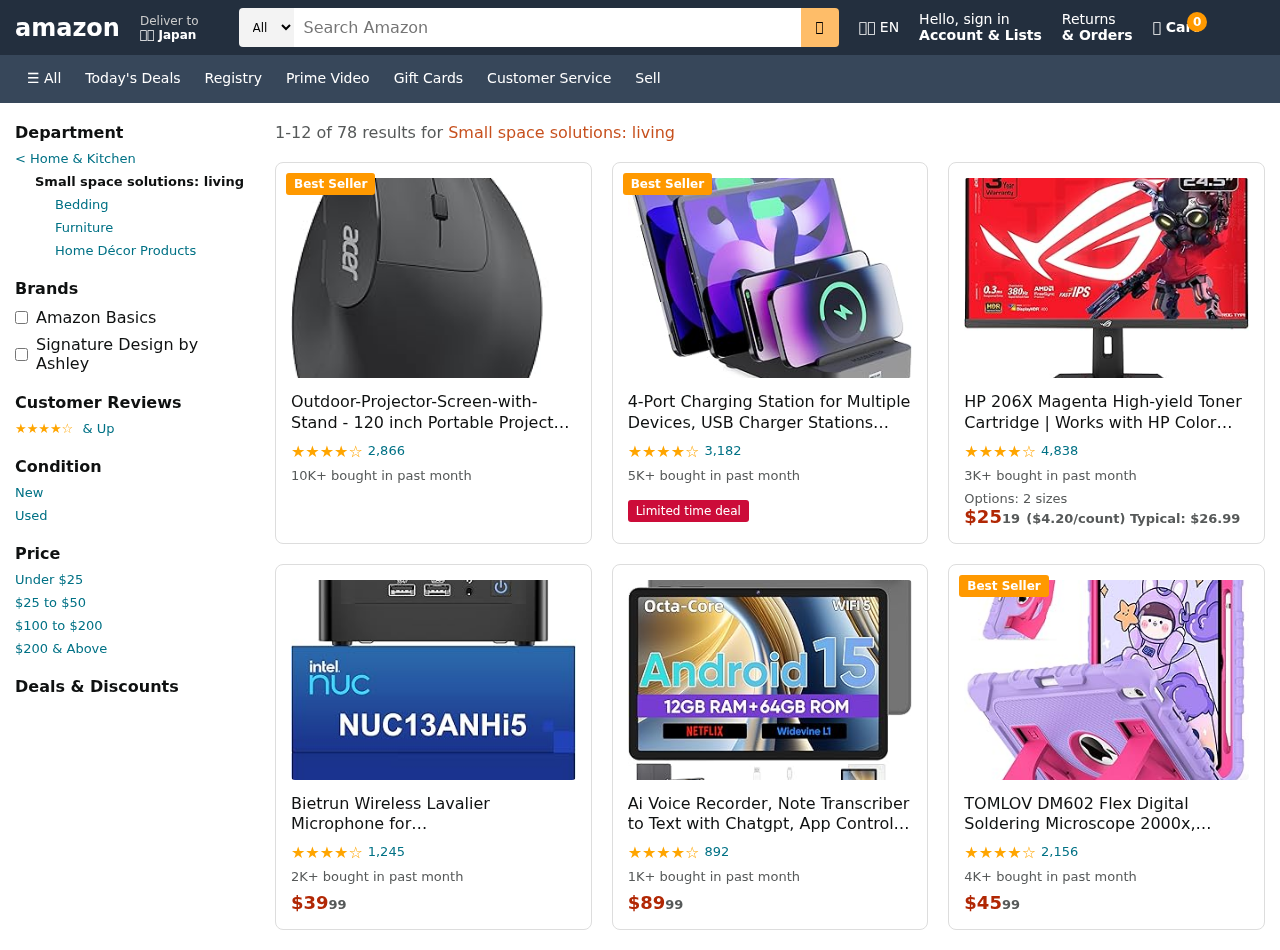 amazon
Deliver to
Japan
All
Search Amazon
EN
Hello, sign in
Account & Lists
Returns
& Orders
0
☰ All
Today's Deals
Registry
Prime Video
Gift Cards
Customer Service
Sell
Department
< Home & Kitchen
Small space solutions: living
Bedding
Furniture
Home Décor Products
Brands
Amazon Basics
Signature Design by
Ashley
Customer Reviews
★★★★☆ & Up
Condition
New
Used
Price
Under $25
$25 to $50
$100 to $200
$200 & Above
Deals & Discounts
1-12 of 78 results for Small space solutions: living
Best Seller
acer
Outdoor-Projector-Screen-with-
Stand - 120 inch Portable Project…
★★★★☆ 2,866
10K+ bought in past month
Best Seller
4-Port Charging Station for Multiple
Devices, USB Charger Stations…
★★★★☆ 3,182
5K+ bought in past month
Limited time deal
3 Year
Warranty
24.5"
0.3ms
380Hz
AMD
FAST IPS
HDR
HP 206X Magenta High-yield Toner
Cartridge | Works with HP Color…
★★★★☆ 4,838
3K+ bought in past month
Options: 2 sizes
$25 19 ($4.20/count) Typical: $26.99
intel.
nuc
NUC13ANHi5
Bietrun Wireless Lavalier
Microphone for…
★★★★☆ 1,245
2K+ bought in past month
$39 99
Octa-Core
WIFI 5
Android 15
12GB RAM+64GB ROM
NETFLIX
Widevine L1
Ai Voice Recorder, Note Transcriber
to Text with Chatgpt, App Control…
★★★★☆ 892
1K+ bought in past month
$89 99
Best Seller
TOMLOV DM602 Flex Digital
Soldering Microscope 2000x,…
★★★★☆ 2,156
4K+ bought in past month
$45 99